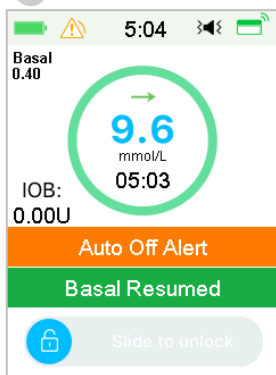 5:04
Basal
0.40
→
9.6
mmol/L
05:03
IOB:
0.00U
Auto Off Alert
Basal Resumed
Slide to unlock